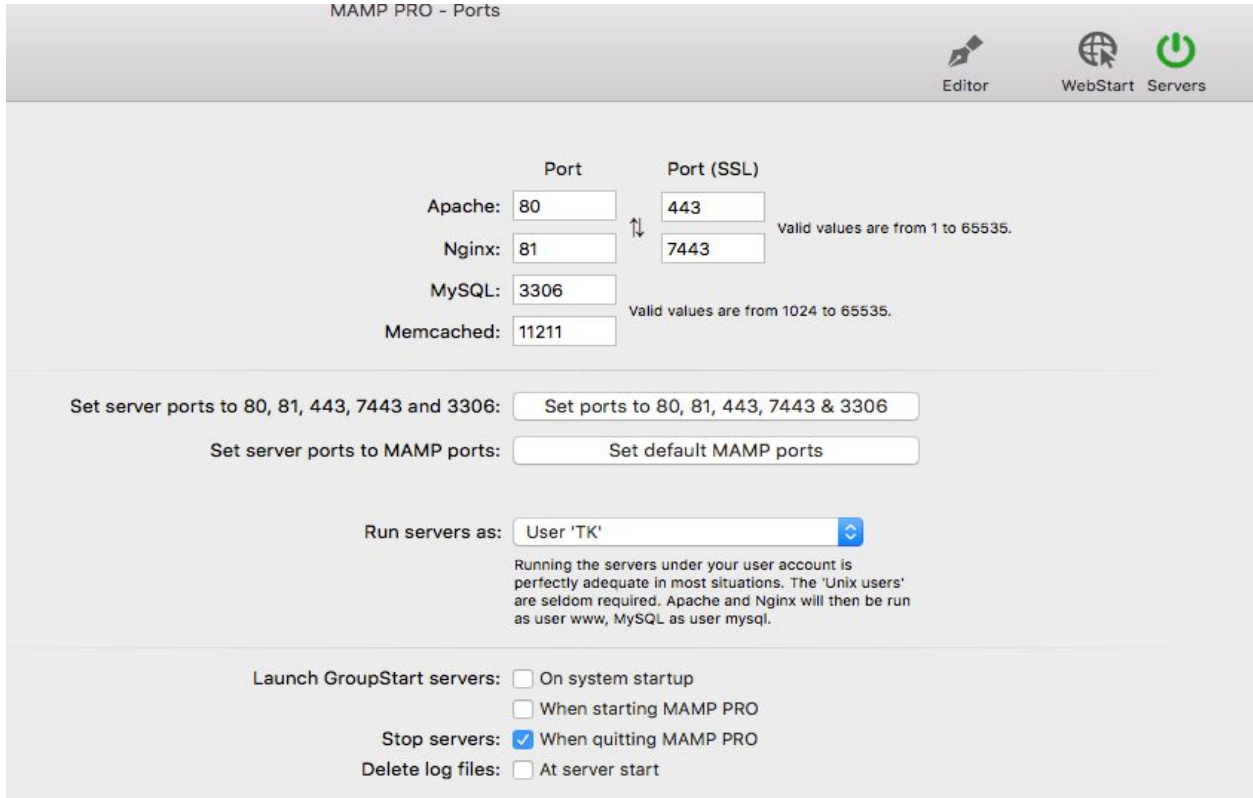 MAMP PRO - Ports
Editor
WebStart Servers
Port Port (SSL)
Apache: 80 443
Valid values are from 1 to 65535.
Nginx: 81 7443
MySQL: 3306
Valid values are from 1024 to 65535.
Memcached: 11211
Set server ports to 80, 81, 443, 7443 and 3306: Set ports to 80, 81, 443, 7443 & 3306
Set server ports to MAMP ports: Set default MAMP ports
Run servers as: User 'TK'
Running the servers under your user account is
perfectly adequate in most situations. The 'Unix users'
are seldom required. Apache and Nginx will then be run
as user www, MySQL as user mysql.
Launch GroupStart servers: On system startup
When starting MAMP PRO
Stop servers: When quitting MAMP PRO
Delete log files: At server start